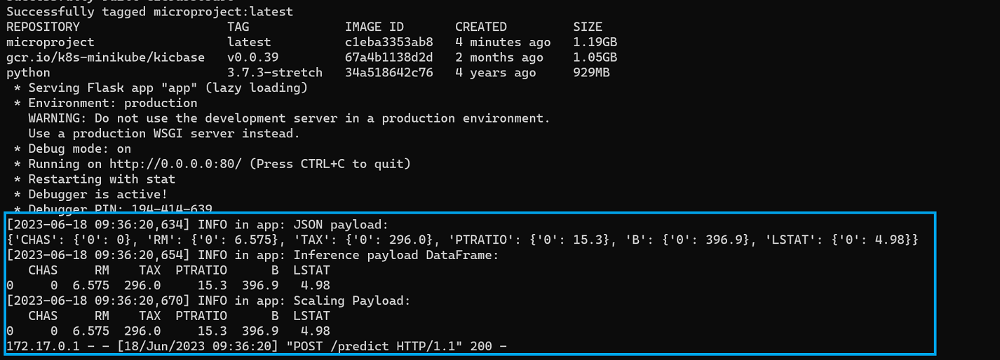 Successfully tagged microproject:latest
REPOSITORY TAG IMAGE ID CREATED SIZE
microproject latest c1eba3353ab8 4 minutes ago 1.19GB
gcr.io/k8s-minikube/kicbase v0.0.39 67a4b1138d2d 2 months ago 1.05GB
python 3.7.3-stretch 34a518642c76 4 years ago 929MB
* Serving Flask app "app" (lazy loading)
* Environment: production
WARNING: Do not use the development server in a production environment.
Use a production WSGI server instead.
* Debug mode: on
* Running on http://0.0.0.0:80/ (Press CTRL+C to quit)
* Restarting with stat
* Debugger is active!
* Debugger PIN: 194-414-639
[2023-06-18 09:36:20,634] INFO in app: JSON payload:
{'CHAS': {'0': 0}, 'RM': {'0': 6.575}, 'TAX': {'0': 296.0}, 'PTRATIO': {'0': 15.3}, 'B': {'0': 396.9}, 'LSTAT': {'0': 4.98}}
[2023-06-18 09:36:20,654] INFO in app: Inference payload DataFrame:
CHAS RM TAX PTRATIO B LSTAT
0 0 6.575 296.0 15.3 396.9 4.98
[2023-06-18 09:36:20,670] INFO in app: Scaling Payload:
CHAS RM TAX PTRATIO B LSTAT
0 0 6.575 296.0 15.3 396.9 4.98
172.17.0.1 - - [18/Jun/2023 09:36:20] "POST /predict HTTP/1.1" 200 -